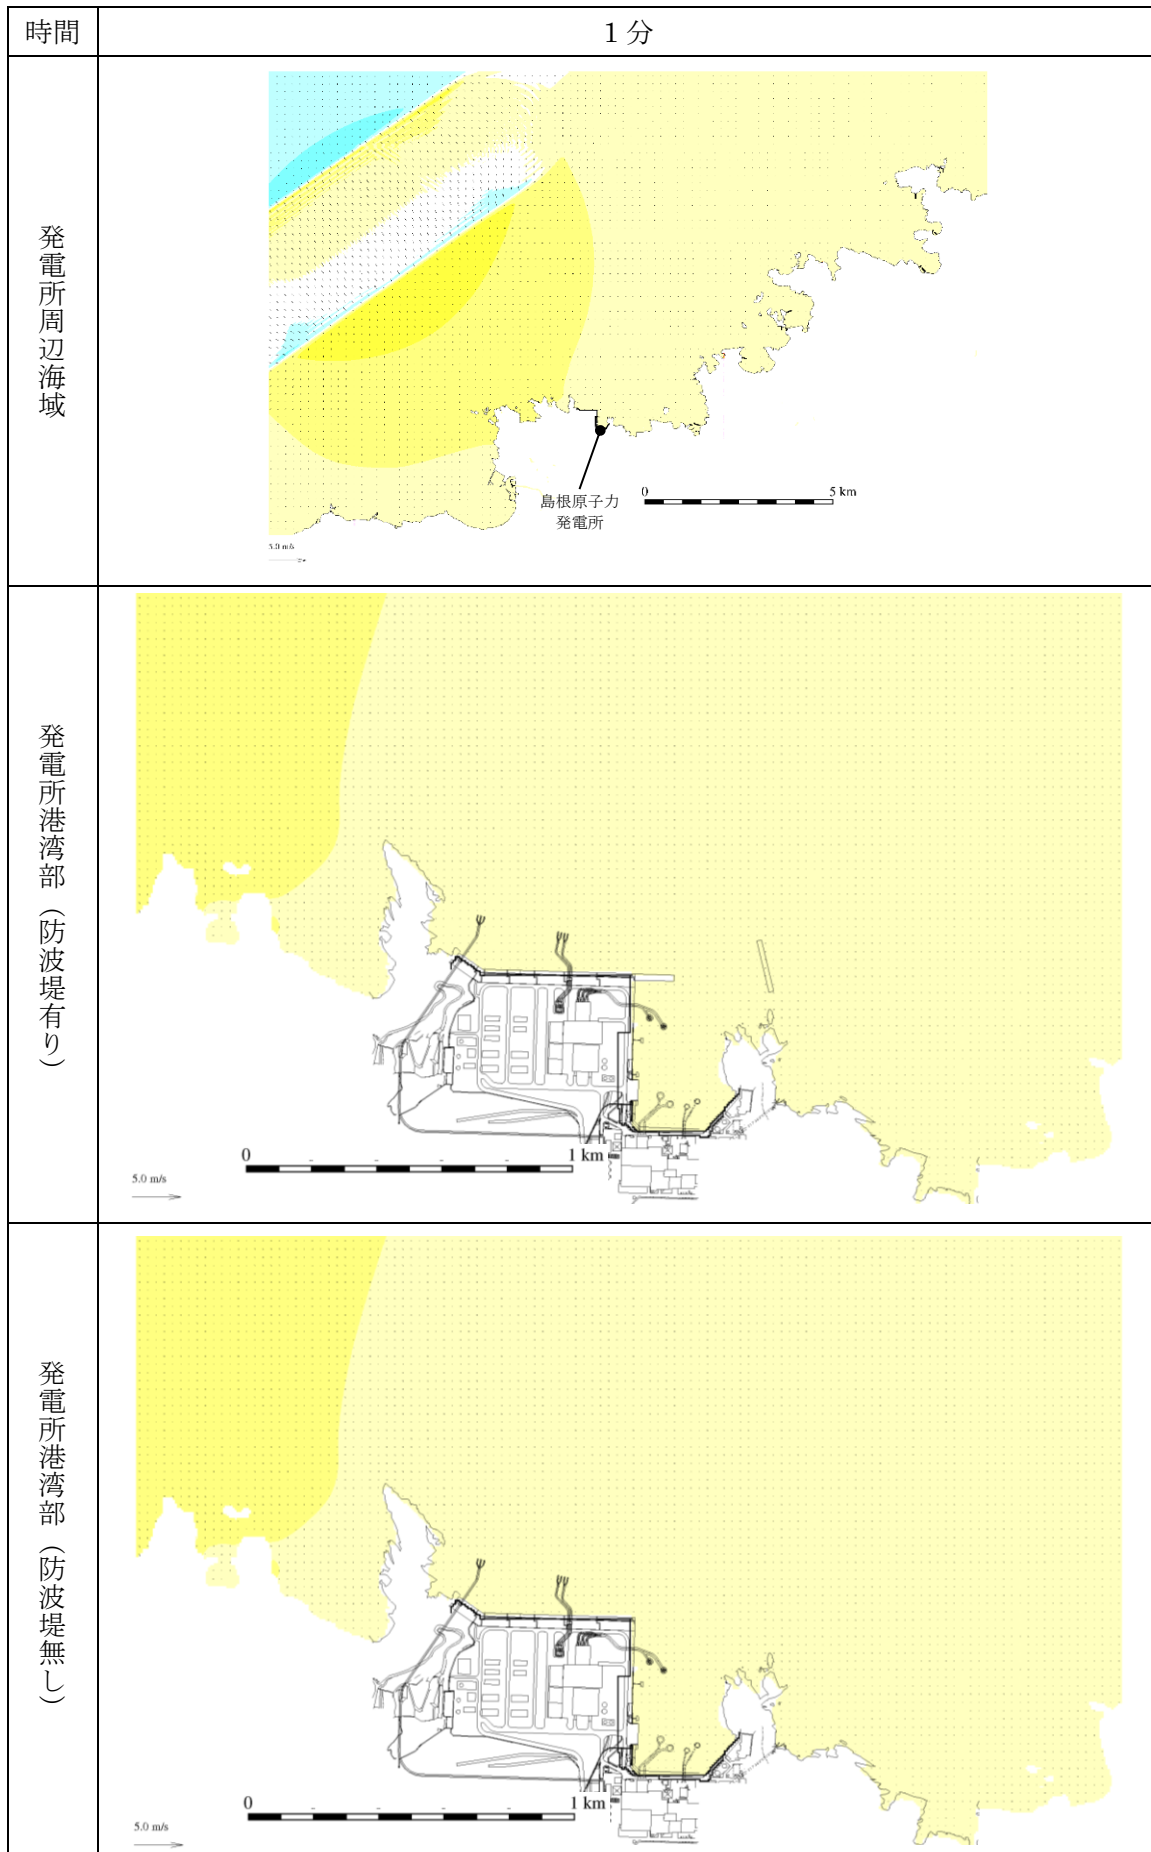 時間
1分
発電所周辺海域
島根原子力
発電所
0 5 km
5.0 m/s
発電所港湾部（防波堤有り）
0 1 km
5.0 m/s
発電所港湾部（防波堤無し）
0 1 km
5.0 m/s